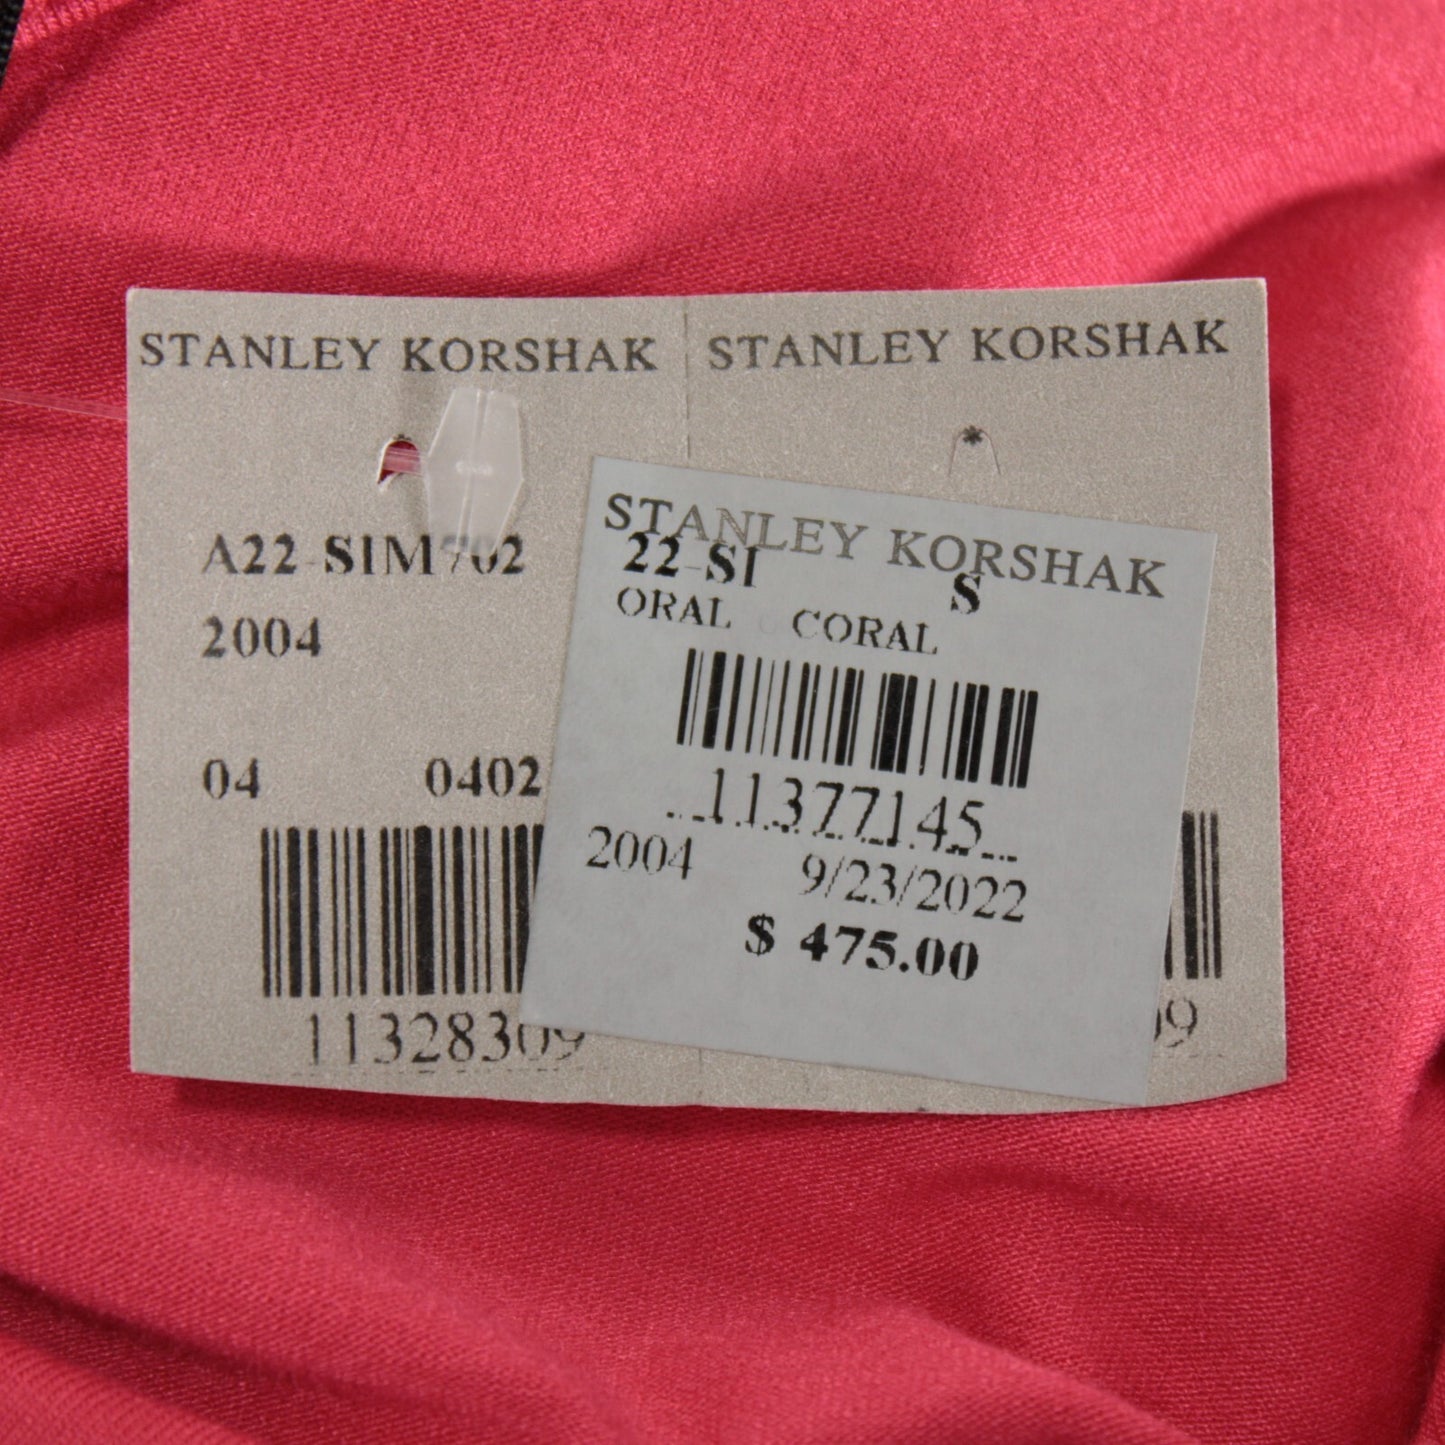 STANLEY KORSHAK
STANLEY KORSHAK
*
*
A22-SIM702
2004
04 0402
11328309
STANLEY KORSHAK
22-SI S
ORAL CORAL
11377145
2004 9/23/2022
$ 475.00
09